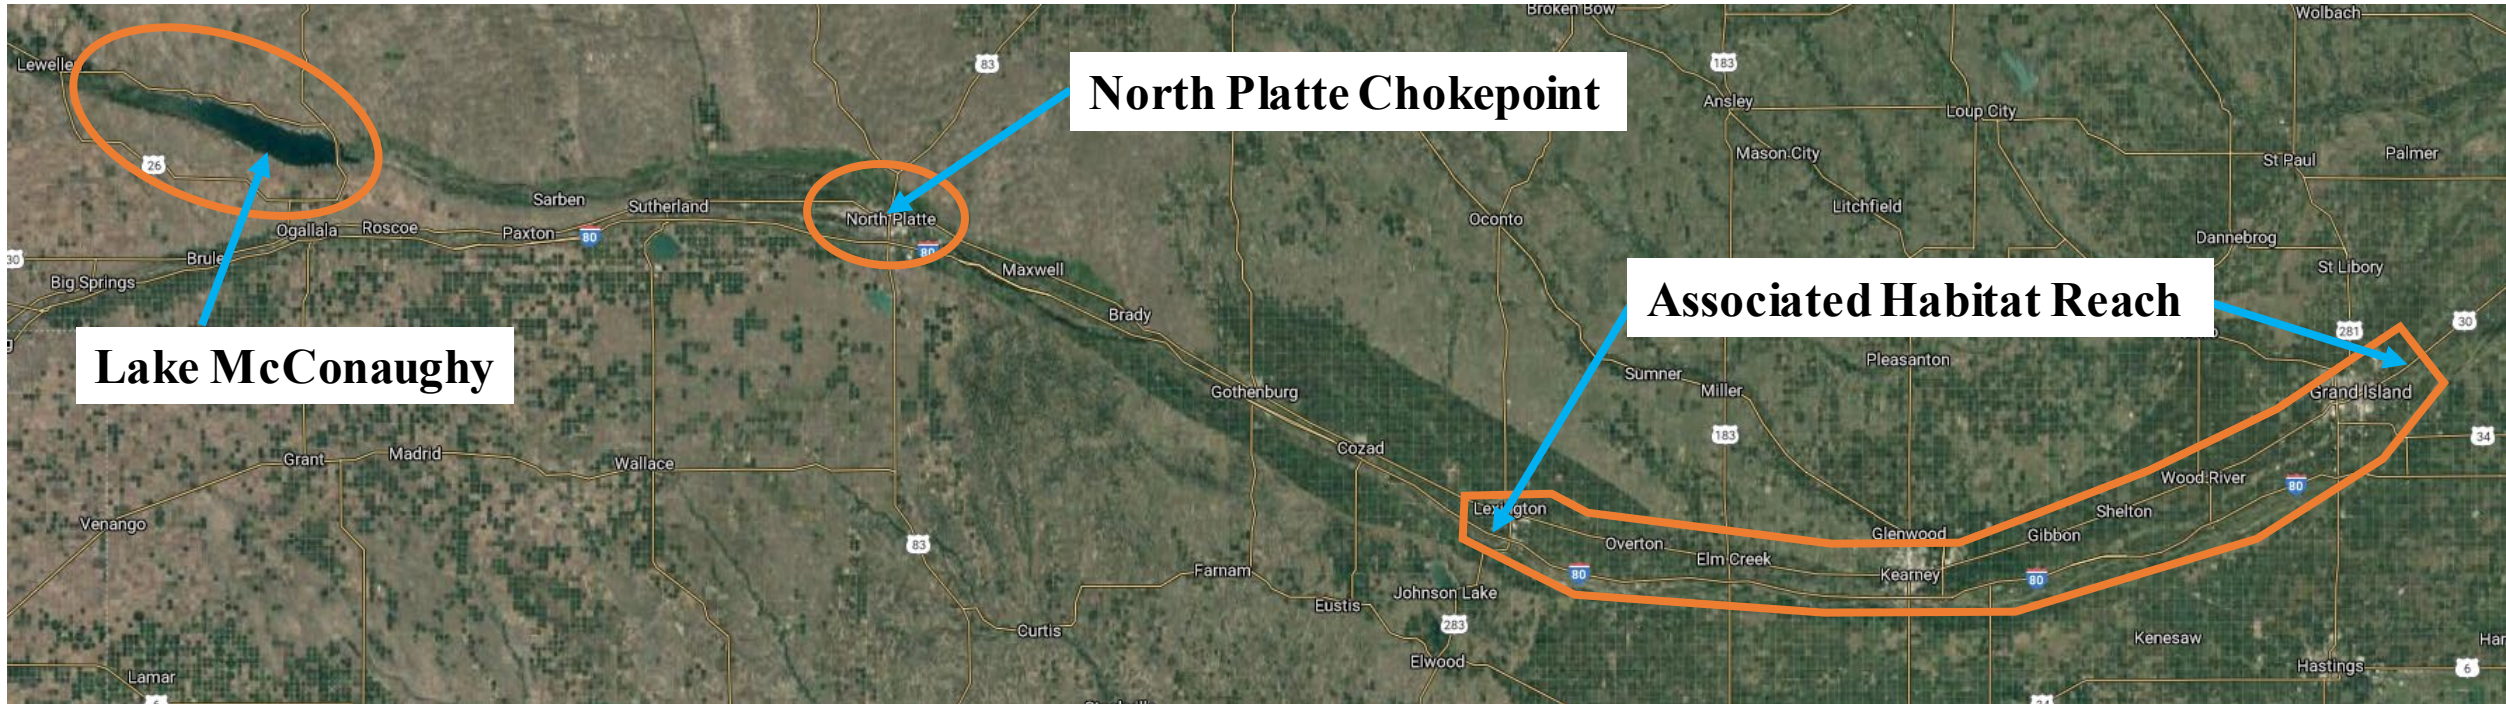 Broken Bow
Wolbach
Lewelle
83
183
North Platte Chokepoint
Ansley
Loup City
26
Mason City
St Paul
Palmer
Sarben
Sutherland
North Platte
Oconto
Litchfield
Ogallala
Roscoe
Paxton
80
80
Dannebrog
30
Brule
Big Springs
Maxwell
St Libory
Associated Habitat Reach
Brady
281
30
Lake McConaughy
Pleasanton
Sumner
Miller
Gothenburg
Grand Island
183
34
Cozad
Grant
Madrid
Wallace
Wood River
80
Lexington
Shelton
Venango
83
Overton
Elm Creek
Glenwood
Gibbon
Farnam
80
Kearney
80
Johnson Lake
Eustis
283
Curtis
Kenesaw
Har
Elwood
Hastings
6
Lamar